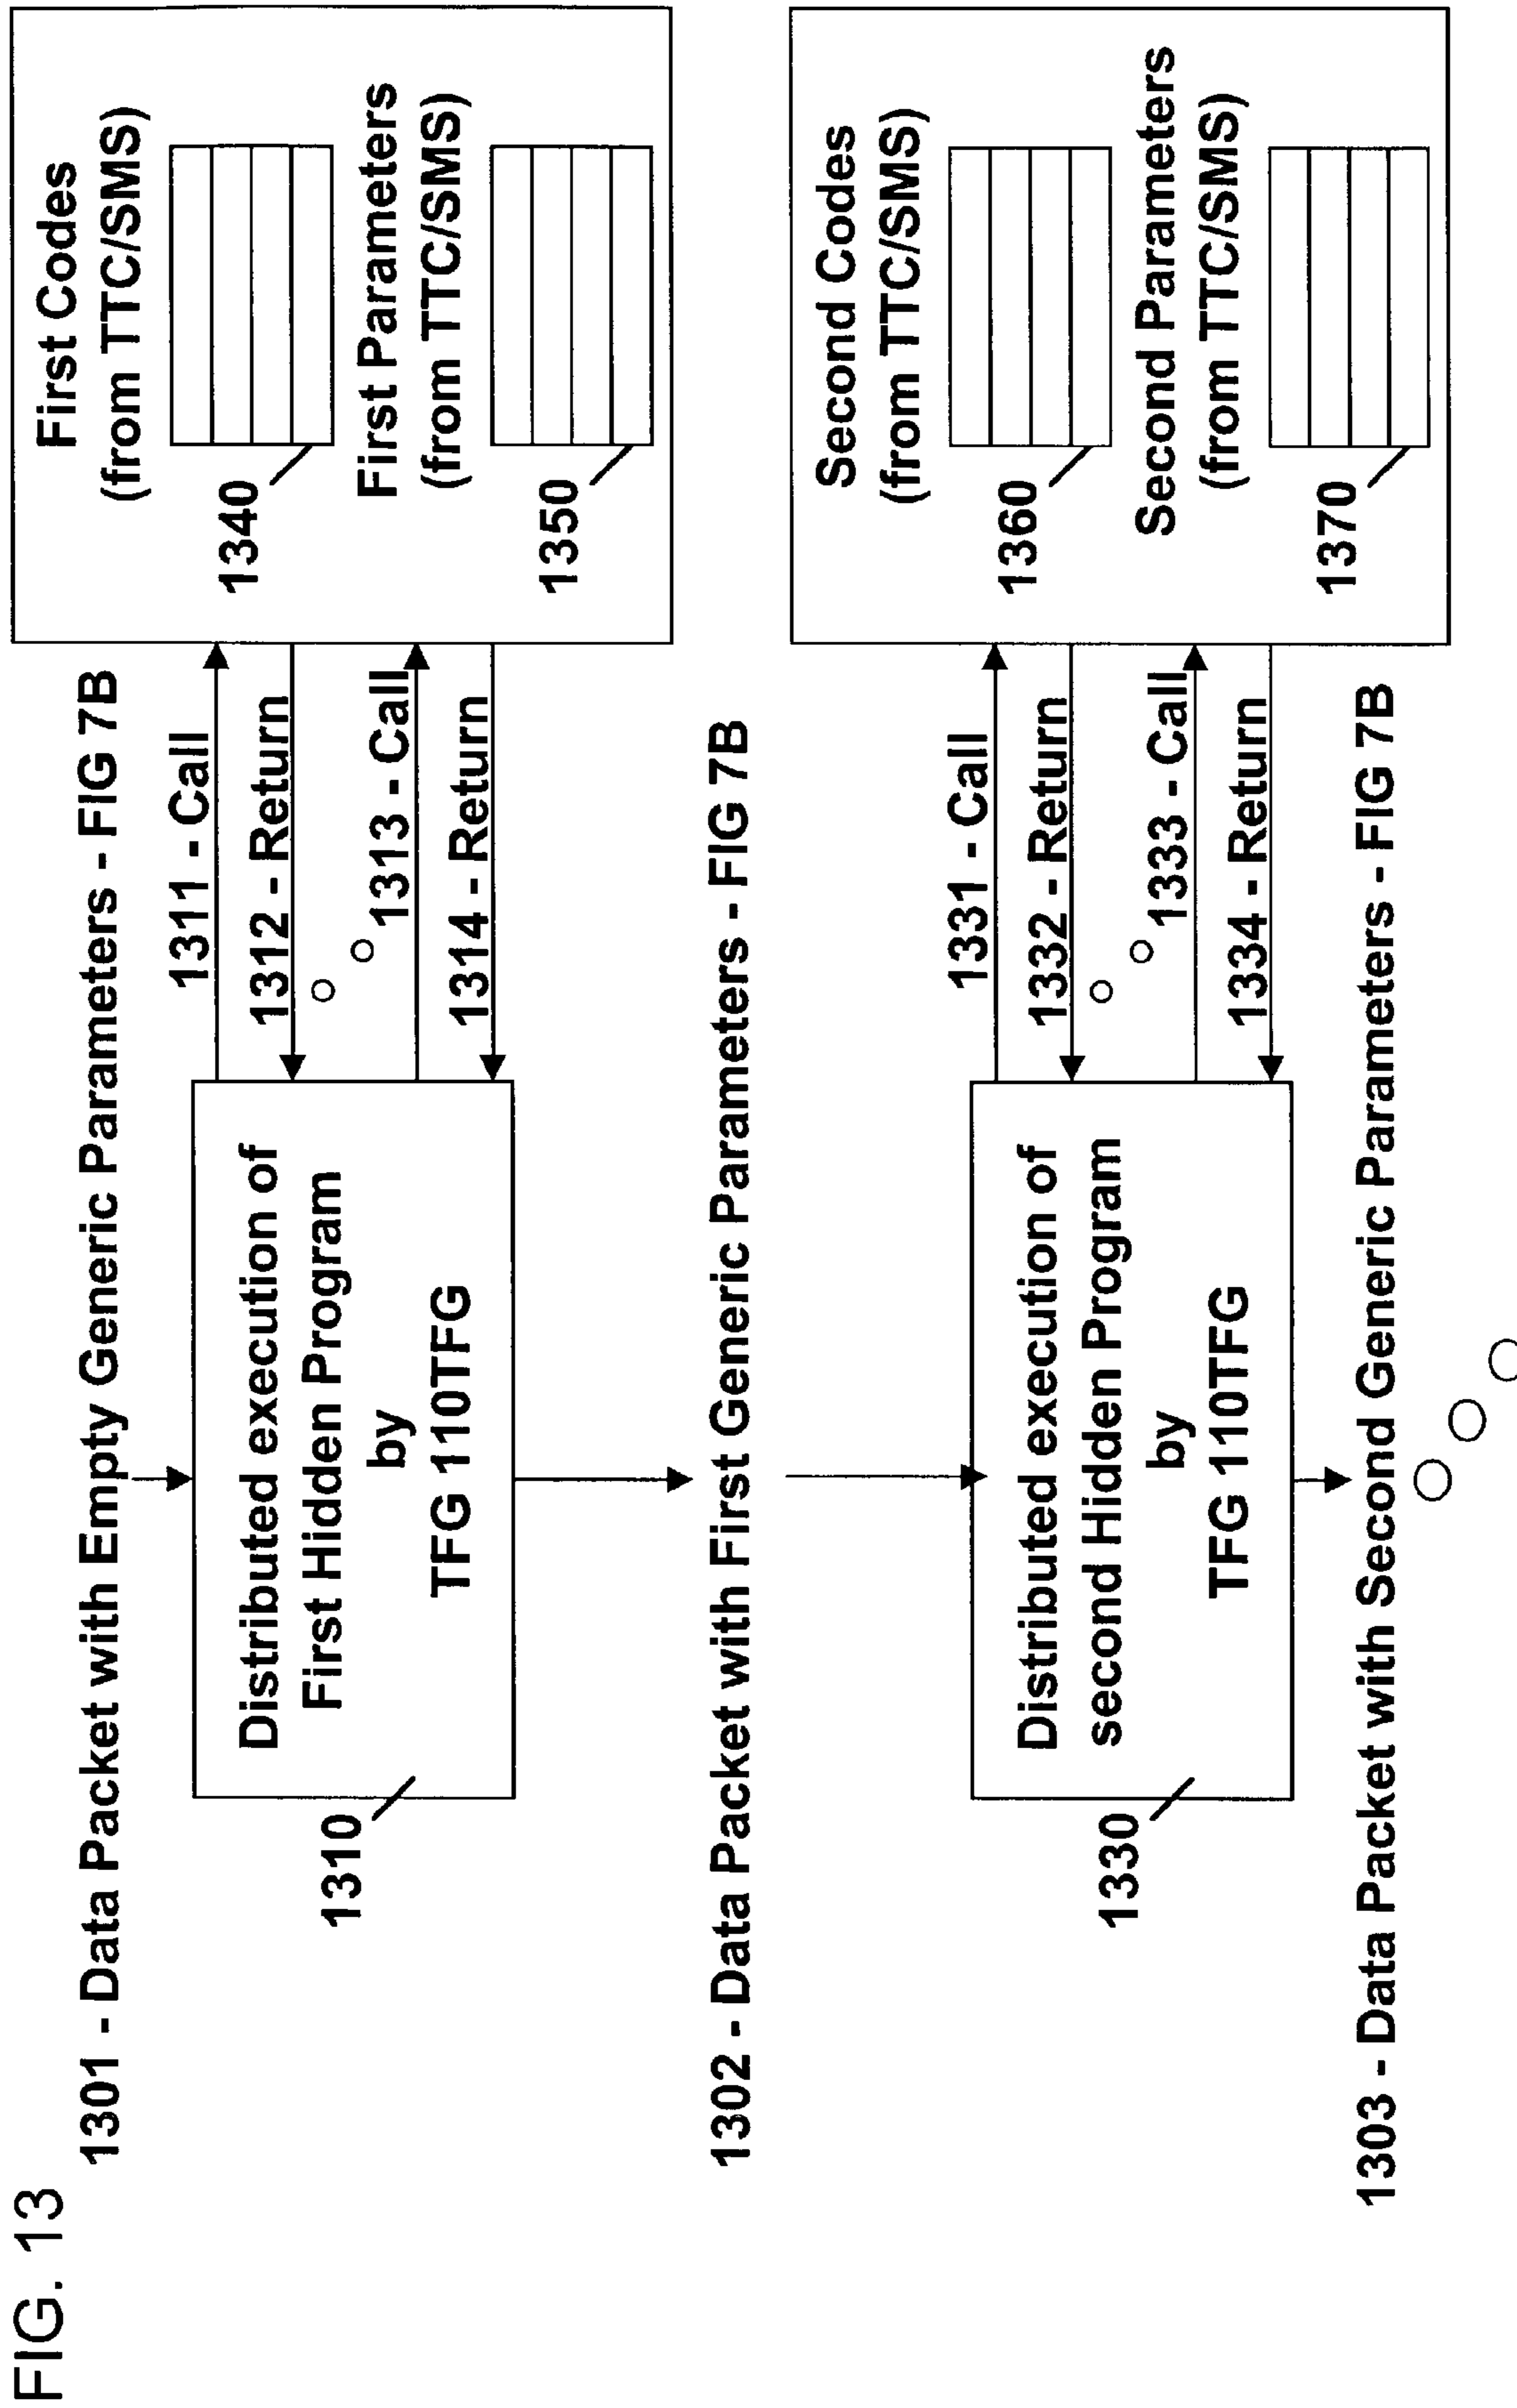 FIG. 13
1301 - Data Packet with Empty Generic Parameters - FIG 7B
1310
Distributed execution of
First Hidden Program
by
TFG 110TFG
1311 - Call
1312 - Return
1313 - Call
1314 - Return
First Codes
(from TTC/SMS)
1340
First Parameters
(from TTC/SMS)
1350
1302 - Data Packet with First Generic Parameters - FIG 7B
1330
Distributed execution of
second Hidden Program
by
TFG 110TFG
1331 - Call
1332 - Return
1333 - Call
1334 - Return
Second Codes
(from TTC/SMS)
1360
Second Parameters
(from TTC/SMS)
1370
1303 - Data Packet with Second Generic Parameters - FIG 7B